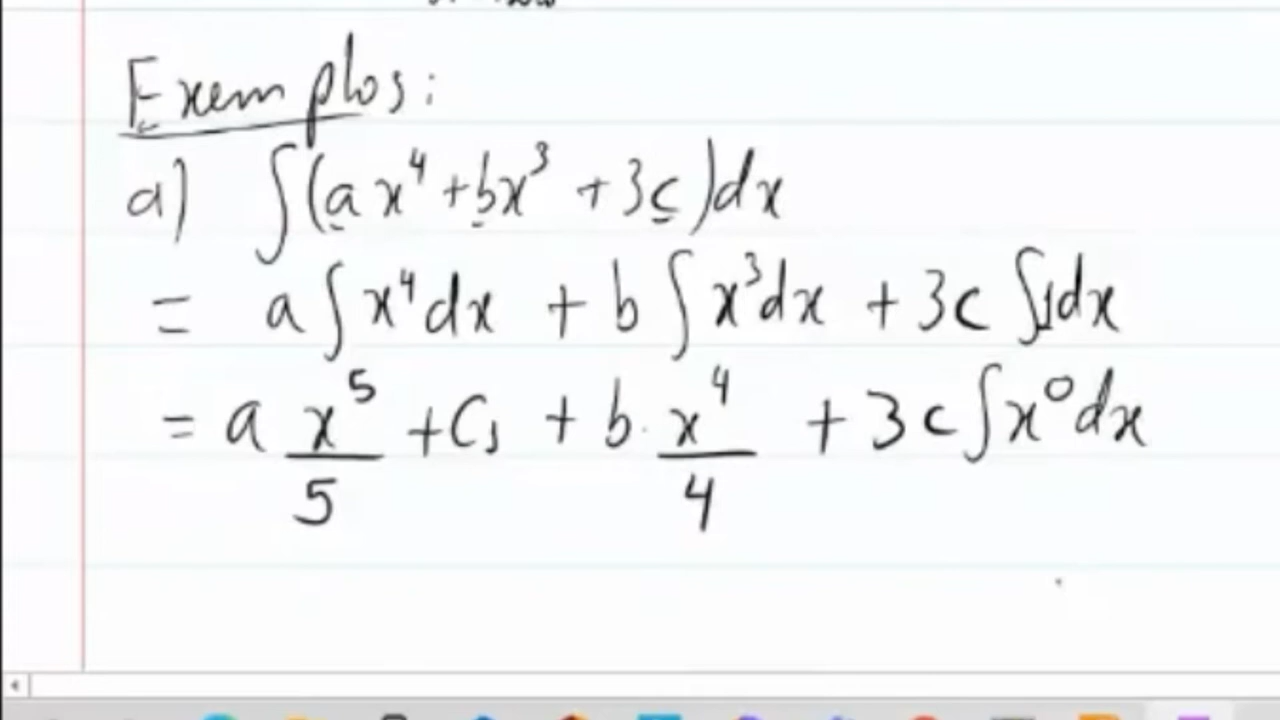 Exemplos:
a) ∫(ax⁴ + bx³ + 3c)dx
= a∫x⁴dx + b∫x³dx + 3c∫1dx
= a x⁵/5 + C₁ + b · x⁴/4 + 3c∫x⁰dx